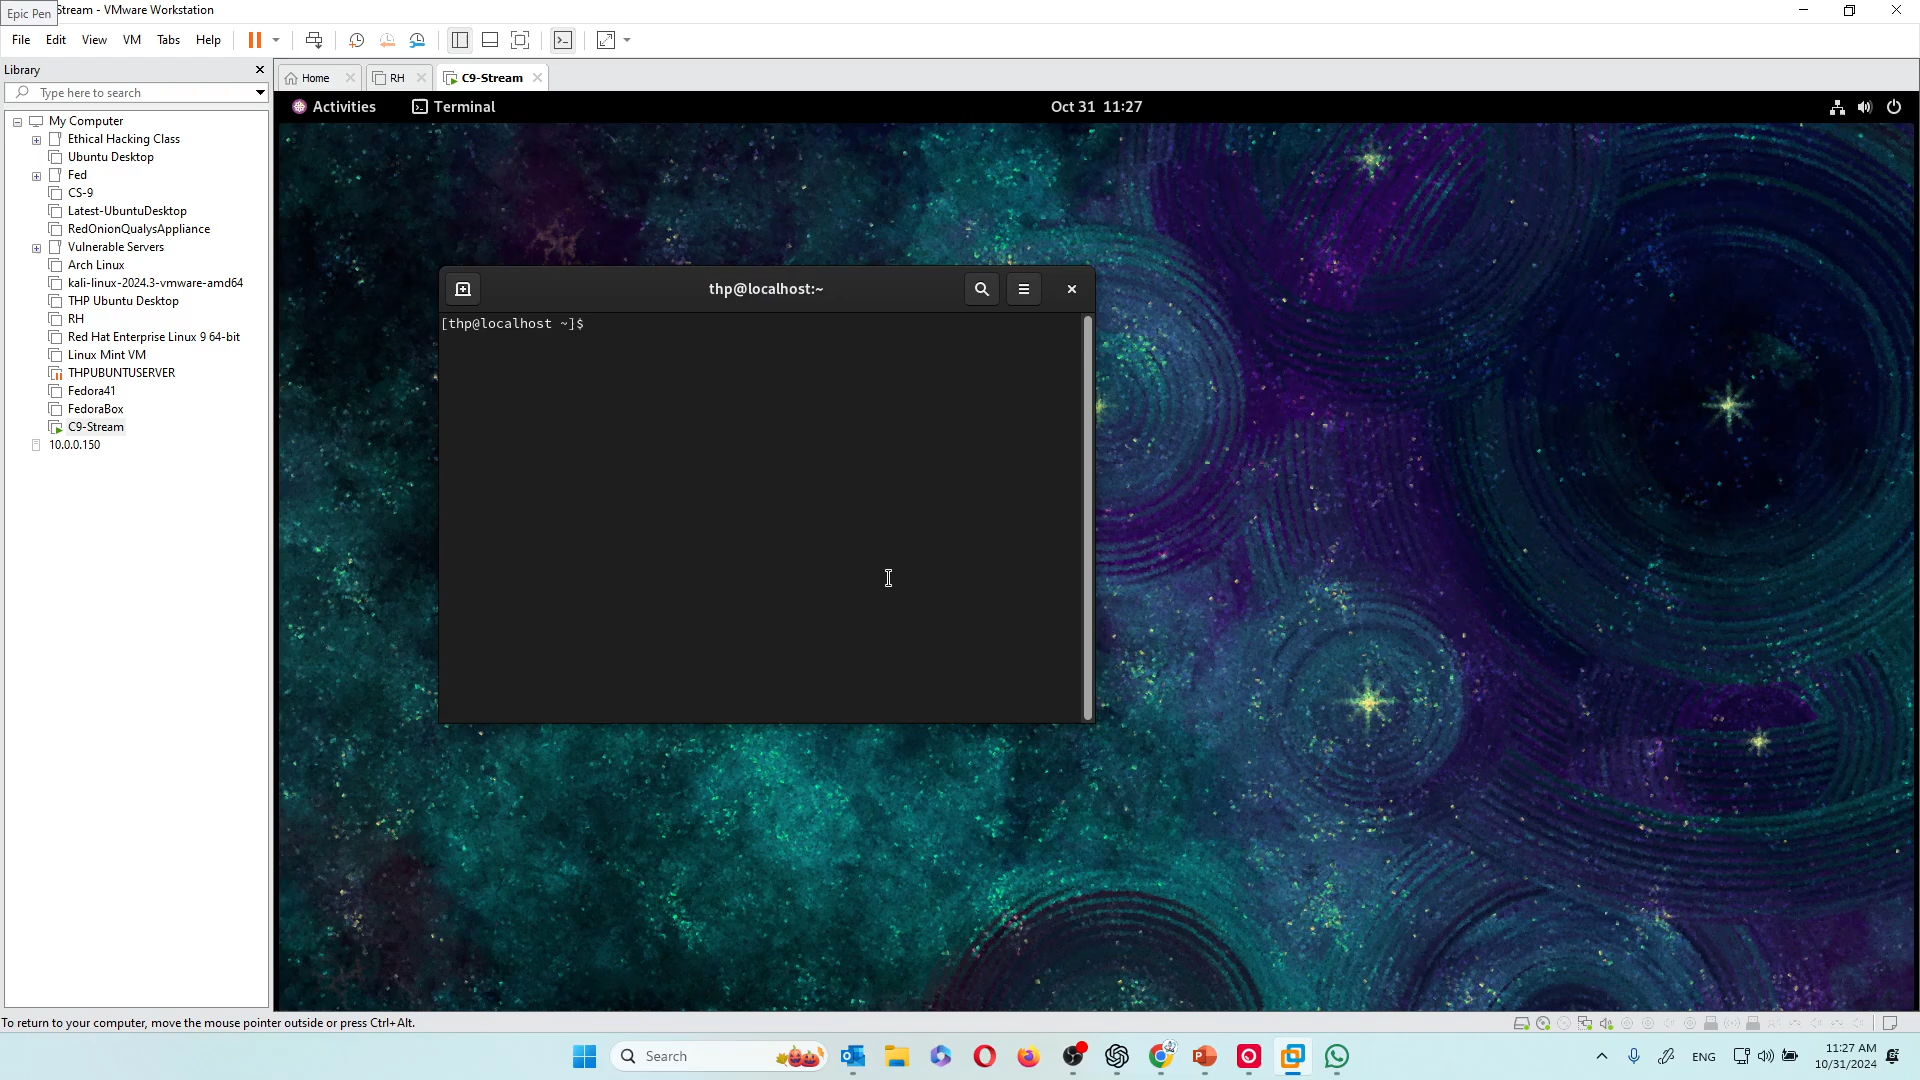 Epic Pen
Stream - VMware Workstation
File Edit View VM Tabs Help
Library
Type here to search
My Computer
Ethical Hacking Class
Ubuntu Desktop
Fed
CS-9
Latest-UbuntuDesktop
RedOnionQualysAppliance
Vulnerable Servers
Arch Linux
kali-linux-2024.3-vmware-amd64
THP Ubuntu Desktop
RH
Red Hat Enterprise Linux 9 64-bit
Linux Mint VM
THPUBUNTUSERVER
Fedora41
FedoraBox
C9-Stream
10.0.0.150
Home RH C9-Stream
Activities Terminal Oct 31 11:27
thp@localhost:~
[thp@localhost ~]$
To return to your computer, move the mouse pointer outside or press Ctrl+Alt.
Search
ENG
11:27 AM
10/31/2024